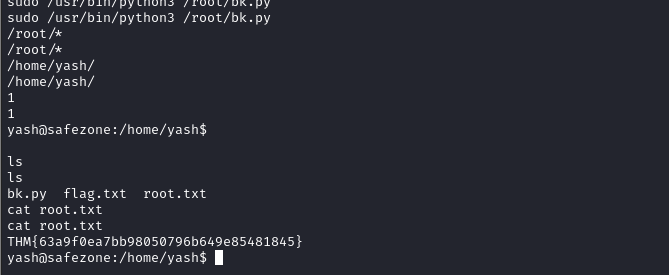 sudo /usr/bin/python3 /root/bk.py
sudo /usr/bin/python3 /root/bk.py
/root/*
/root/*
/home/yash/
/home/yash/
1
1
yash@safezone:/home/yash$
ls
ls
bk.py  flag.txt  root.txt
cat root.txt
cat root.txt
THM{63a9f0ea7bb98050796b649e85481845}
yash@safezone:/home/yash$